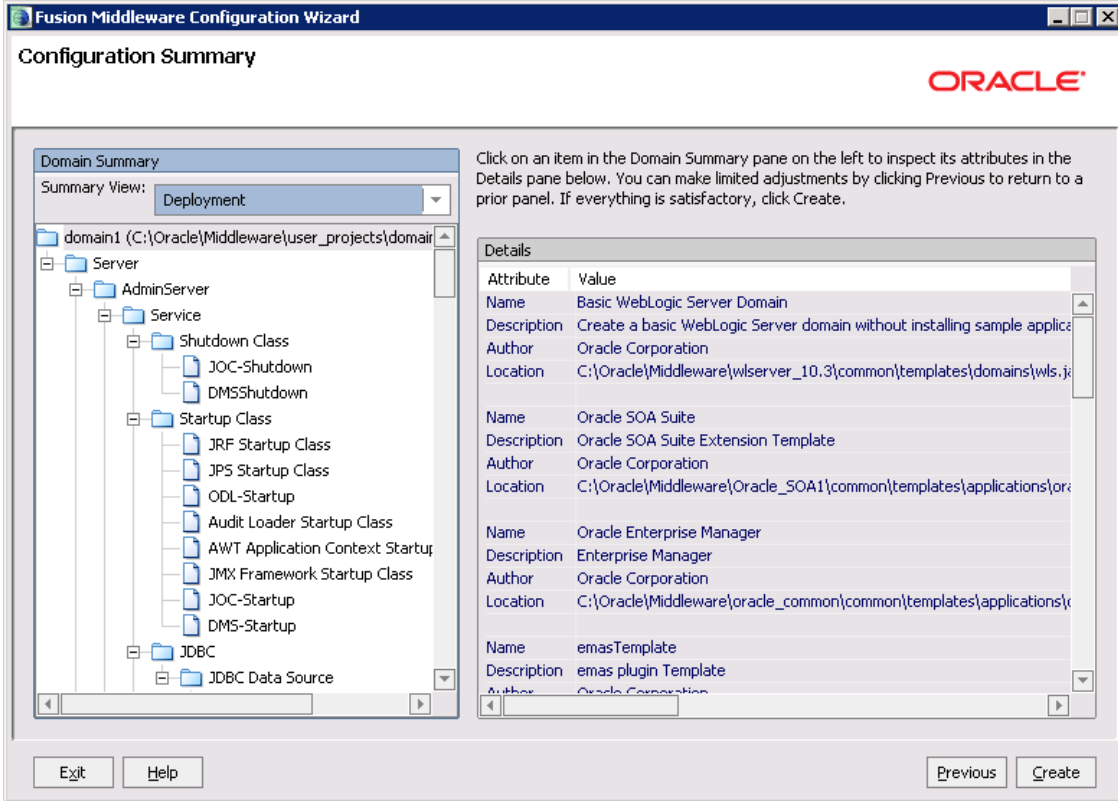 Fusion Middleware Configuration Wizard
Configuration Summary
ORACLE
Domain Summary
Summary View:
Deployment
domain1 (C:\Oracle\Middleware\user_projects\domair
Server
AdminServer
Service
Shutdown Class
JOC-Shutdown
DMSShutdown
Startup Class
JRF Startup Class
JPS Startup Class
ODL-Startup
Audit Loader Startup Class
AWT Application Context Startup
JMX Framework Startup Class
JOC-Startup
DMS-Startup
JDBC
JDBC Data Source
Click on an item in the Domain Summary pane on the left to inspect its attributes in the
Details pane below. You can make limited adjustments by clicking Previous to return to a
prior panel. If everything is satisfactory, click Create.
Details
Attribute Value
Name Basic WebLogic Server Domain
Description Create a basic WebLogic Server domain without installing sample applica
Author Oracle Corporation
Location C:\Oracle\Middleware\wlserver_10.3\common\templates\domains\wls.ja
Name Oracle SOA Suite
Description Oracle SOA Suite Extension Template
Author Oracle Corporation
Location C:\Oracle\Middleware\Oracle_SOA1\common\templates\applications\ora
Name Oracle Enterprise Manager
Description Enterprise Manager
Author Oracle Corporation
Location C:\Oracle\Middleware\oracle_common\common\templates\applications\
Name emasTemplate
Description emas plugin Template
Author Oracle Corporation
Exit Help Previous Create